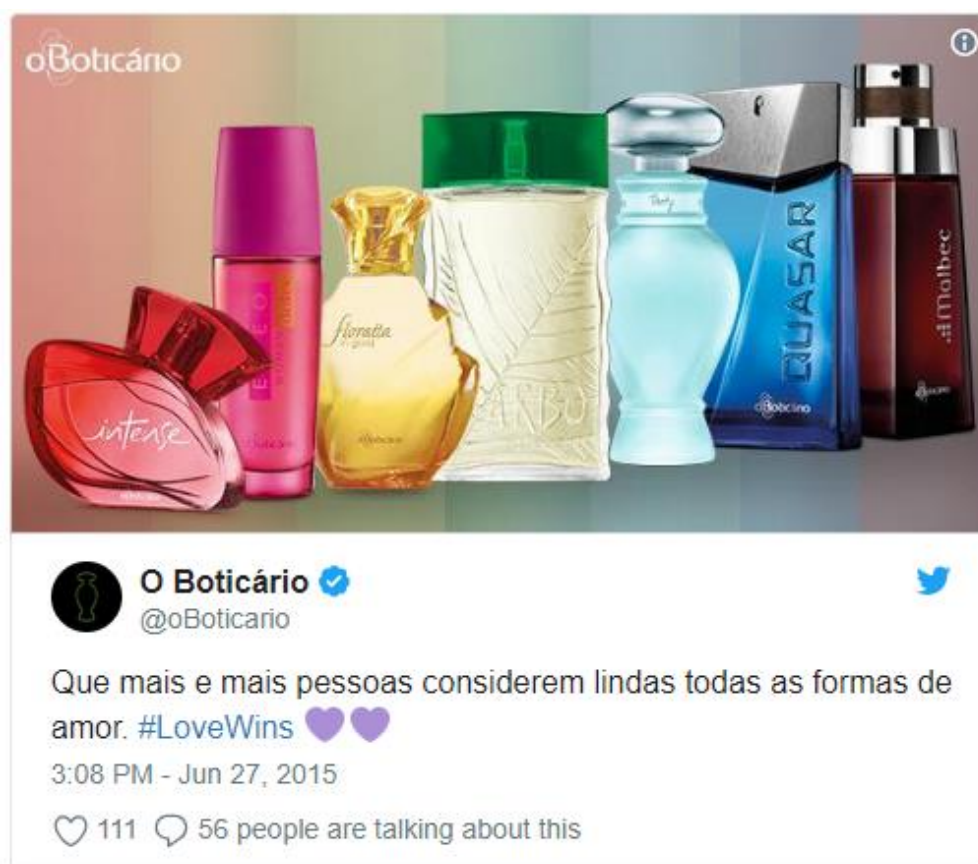 oBoticário
intense
floratta
QUASAR
Malbec
oBoticário
O Boticário
@oBoticario
Que mais e mais pessoas considerem lindas todas as formas de
amor. #LoveWins 💜💜
3:08 PM - Jun 27, 2015
111 56 people are talking about this